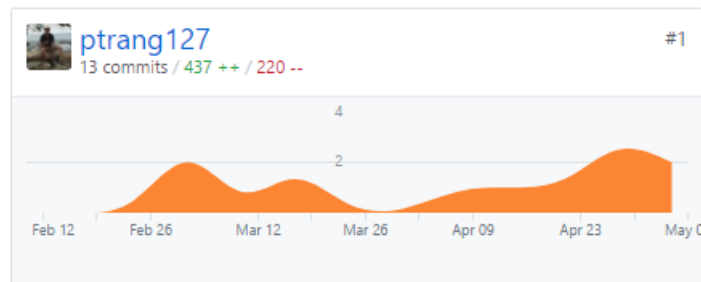 ptrang127
#1
13 commits / 437 ++ / 220 --
4
2
Feb 12 Feb 26 Mar 12 Mar 26 Apr 09 Apr 23 May